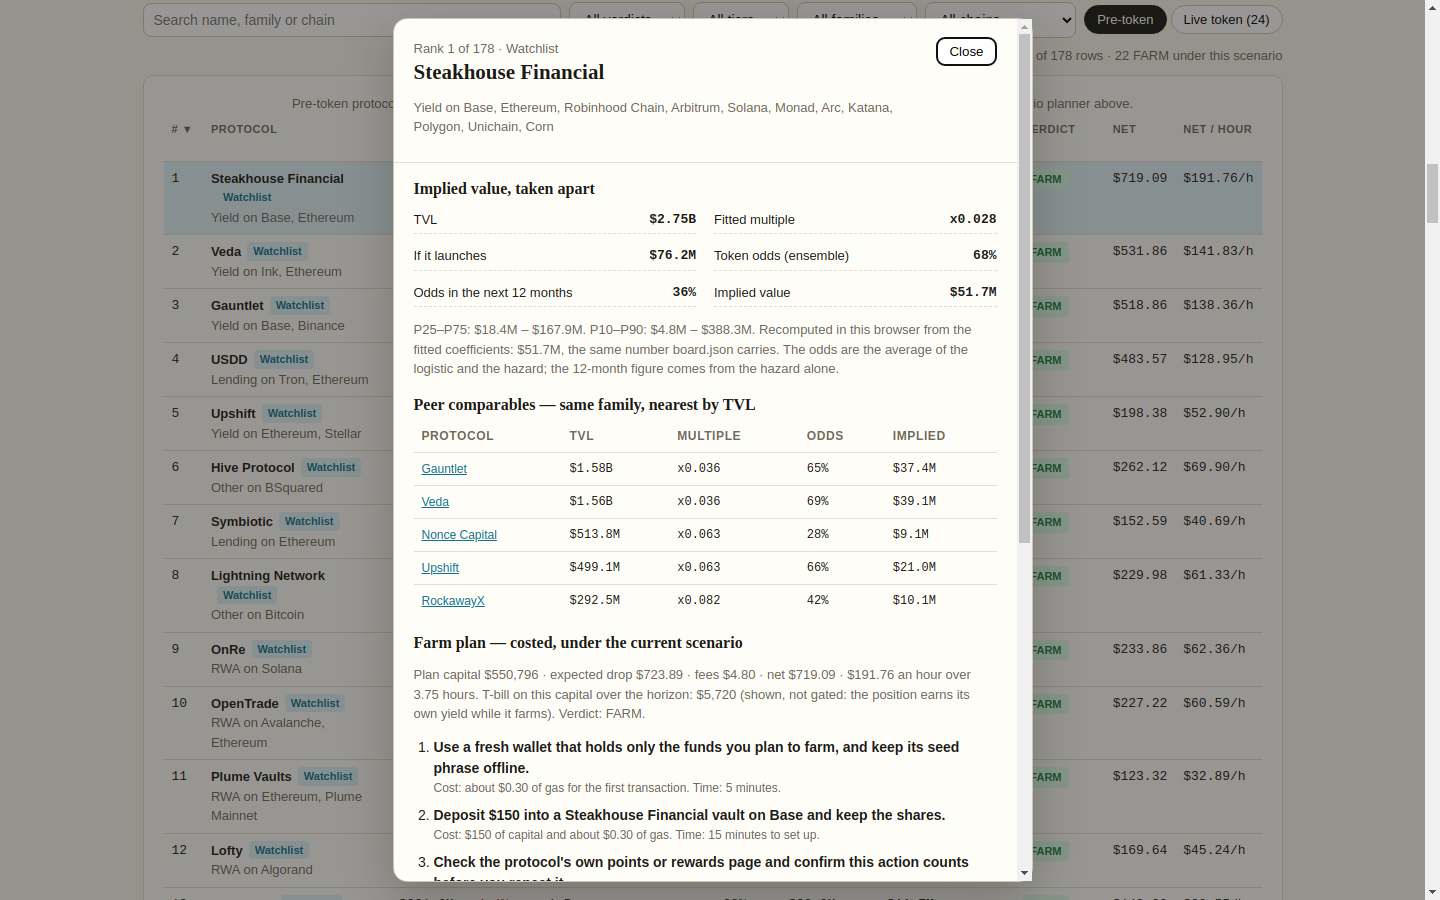 Search name, family or chain
Pre-token
Live token (24)
of 178 rows · 22 FARM under this scenario
# ▼ PROTOCOL
NET
NET / HOUR
1 Steakhouse Financial
Watchlist
Yield on Base, Ethereum
FARM $719.09 $191.76/h
2 Veda Watchlist
Yield on Ink, Ethereum
FARM $531.86 $141.83/h
3 Gauntlet Watchlist
Yield on Base, Binance
FARM $518.86 $138.36/h
4 USDD Watchlist
Lending on Tron, Ethereum
FARM $483.57 $128.95/h
5 Upshift Watchlist
Yield on Ethereum, Stellar
FARM $198.38 $52.90/h
6 Hive Protocol Watchlist
Other on BSquared
FARM $262.12 $69.90/h
7 Symbiotic Watchlist
Lending on Ethereum
FARM $152.59 $40.69/h
8 Lightning Network
Watchlist
Other on Bitcoin
FARM $229.98 $61.33/h
9 OnRe Watchlist
RWA on Solana
FARM $233.86 $62.36/h
10 OpenTrade Watchlist
RWA on Avalanche,
Ethereum
FARM $227.22 $60.59/h
11 Plume Vaults Watchlist
RWA on Ethereum, Plume
Mainnet
FARM $123.32 $32.89/h
12 Lofty Watchlist
RWA on Algorand
FARM $169.64 $45.24/h
Rank 1 of 178 · Watchlist
Steakhouse Financial
Close
Yield on Base, Ethereum, Robinhood Chain, Arbitrum, Solana, Monad, Arc, Katana,
Polygon, Unichain, Corn
Implied value, taken apart
TVL $2.75B Fitted multiple x0.028
If it launches $76.2M Token odds (ensemble) 68%
Odds in the next 12 months 36% Implied value $51.7M
P25–P75: $18.4M – $167.9M. P10–P90: $4.8M – $388.3M. Recomputed in this browser from the
fitted coefficients: $51.7M, the same number board.json carries. The odds are the average of the
logistic and the hazard; the 12-month figure comes from the hazard alone.
Peer comparables — same family, nearest by TVL
PROTOCOL TVL MULTIPLE ODDS IMPLIED
Gauntlet $1.58B x0.036 65% $37.4M
Veda $1.56B x0.036 69% $39.1M
Nonce Capital $513.8M x0.063 28% $9.1M
Upshift $499.1M x0.063 66% $21.0M
RockawayX $292.5M x0.082 42% $10.1M
Farm plan — costed, under the current scenario
Plan capital $550,796 · expected drop $723.89 · fees $4.80 · net $719.09 · $191.76 an hour over
3.75 hours. T-bill on this capital over the horizon: $5,720 (shown, not gated: the position earns its
own yield while it farms). Verdict: FARM.
1. Use a fresh wallet that holds only the funds you plan to farm, and keep its seed
phrase offline.
Cost: about $0.30 of gas for the first transaction. Time: 5 minutes.
2. Deposit $150 into a Steakhouse Financial vault on Base and keep the shares.
Cost: $150 of capital and about $0.30 of gas. Time: 15 minutes to set up.
3. Check the protocol's own points or rewards page and confirm this action counts
before you repeat it.